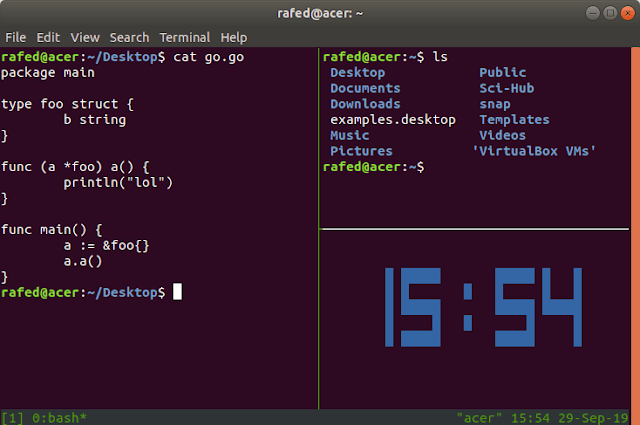 rafed@acer: ~
File Edit View Search Terminal Help
rafed@acer:~/Desktop$ cat go.go
package main
type foo struct {
b string
}
func (a *foo) a() {
println("lol")
}
func main() {
a := &foo{}
a.a()
}
rafed@acer:~/Desktop$
rafed@acer:~$ ls
Desktop Public
Documents Sci-Hub
Downloads snap
examples.desktop Templates
Music Videos
Pictures 'VirtualBox VMs'
rafed@acer:~$
15:54
[1] 0:bash* "acer" 15:54 29-Sep-19